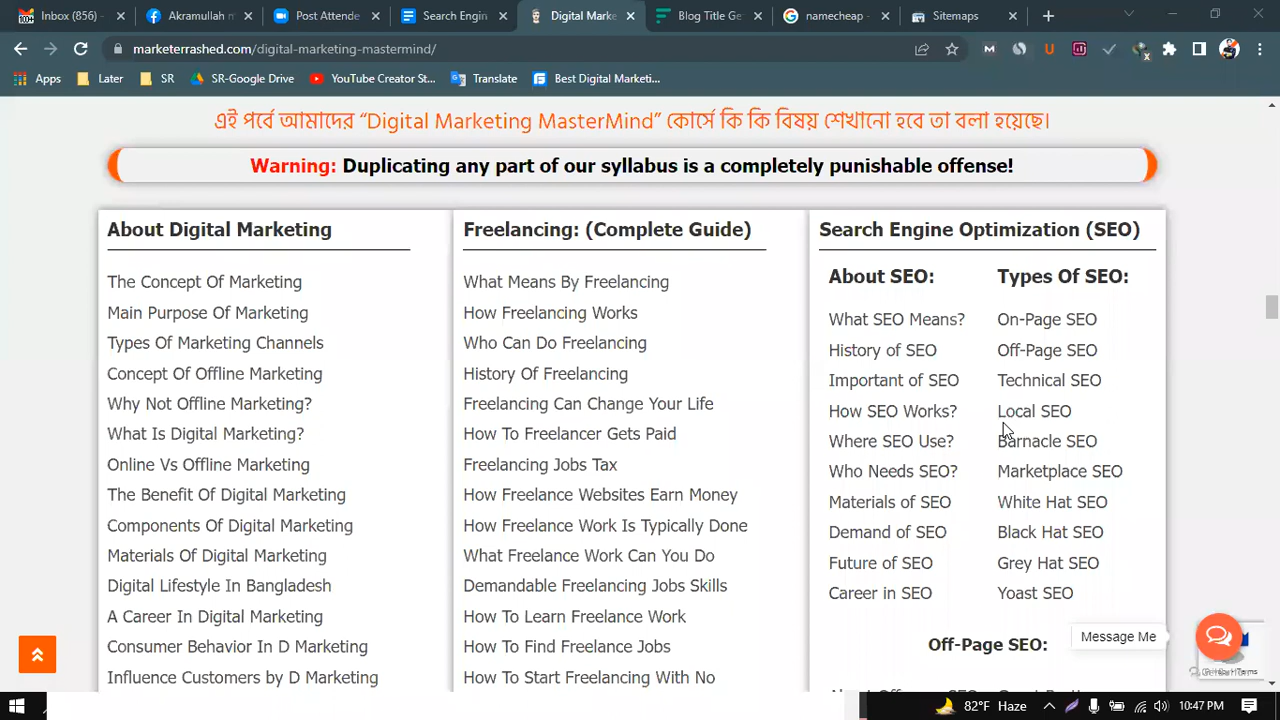 Inbox (856) -
Akramullah m
Post Attende
Search Engin
Digital Marke
Blog Title Ge
namecheap -
Sitemaps
marketerrashed.com/digital-marketing-mastermind/
Apps
Later
SR
SR-Google Drive
YouTube Creator St...
Translate
Best Digital Marketi...
এই পর্বে আমাদের “Digital Marketing MasterMind” কোর্সে কি কি বিষয় শেখানো হবে তা বলা হয়েছে।
Warning: Duplicating any part of our syllabus is a completely punishable offense!
About Digital Marketing
The Concept Of Marketing
Main Purpose Of Marketing
Types Of Marketing Channels
Concept Of Offline Marketing
Why Not Offline Marketing?
What Is Digital Marketing?
Online Vs Offline Marketing
The Benefit Of Digital Marketing
Components Of Digital Marketing
Materials Of Digital Marketing
Digital Lifestyle In Bangladesh
A Career In Digital Marketing
Consumer Behavior In D Marketing
Influence Customers by D Marketing
Freelancing: (Complete Guide)
What Means By Freelancing
How Freelancing Works
Who Can Do Freelancing
History Of Freelancing
Freelancing Can Change Your Life
How To Freelancer Gets Paid
Freelancing Jobs Tax
How Freelance Websites Earn Money
How Freelance Work Is Typically Done
What Freelance Work Can You Do
Demandable Freelancing Jobs Skills
How To Learn Freelance Work
How To Find Freelance Jobs
How To Start Freelancing With No
Search Engine Optimization (SEO)
About SEO:
What SEO Means?
History of SEO
Important of SEO
How SEO Works?
Where SEO Use?
Who Needs SEO?
Materials of SEO
Demand of SEO
Future of SEO
Career in SEO
Types Of SEO:
On-Page SEO
Off-Page SEO
Technical SEO
Local SEO
Barnacle SEO
Marketplace SEO
White Hat SEO
Black Hat SEO
Grey Hat SEO
Yoast SEO
Off-Page SEO:
Message Me
82°F Haze
10:47 PM